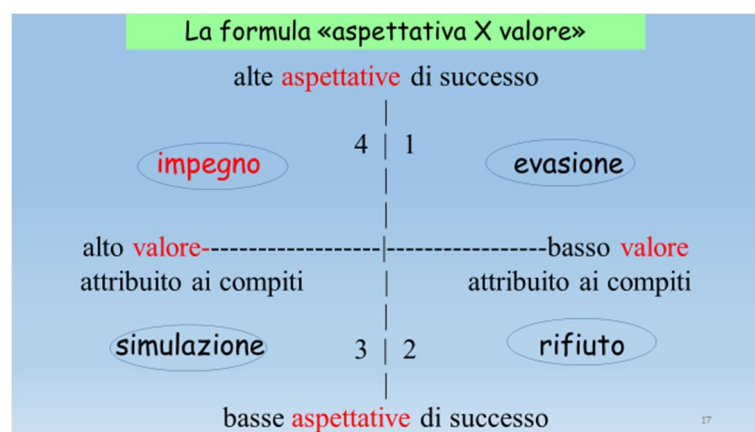 La formula «aspettativa X valore»
alte aspettative di successo
|
4 | 1
impegno
evasione
|
|
alto valore-------------------|-----------------basso valore
attribuito ai compiti | attribuito ai compiti
|
simulazione 3 | 2 rifiuto
|
basse aspettative di successo
17